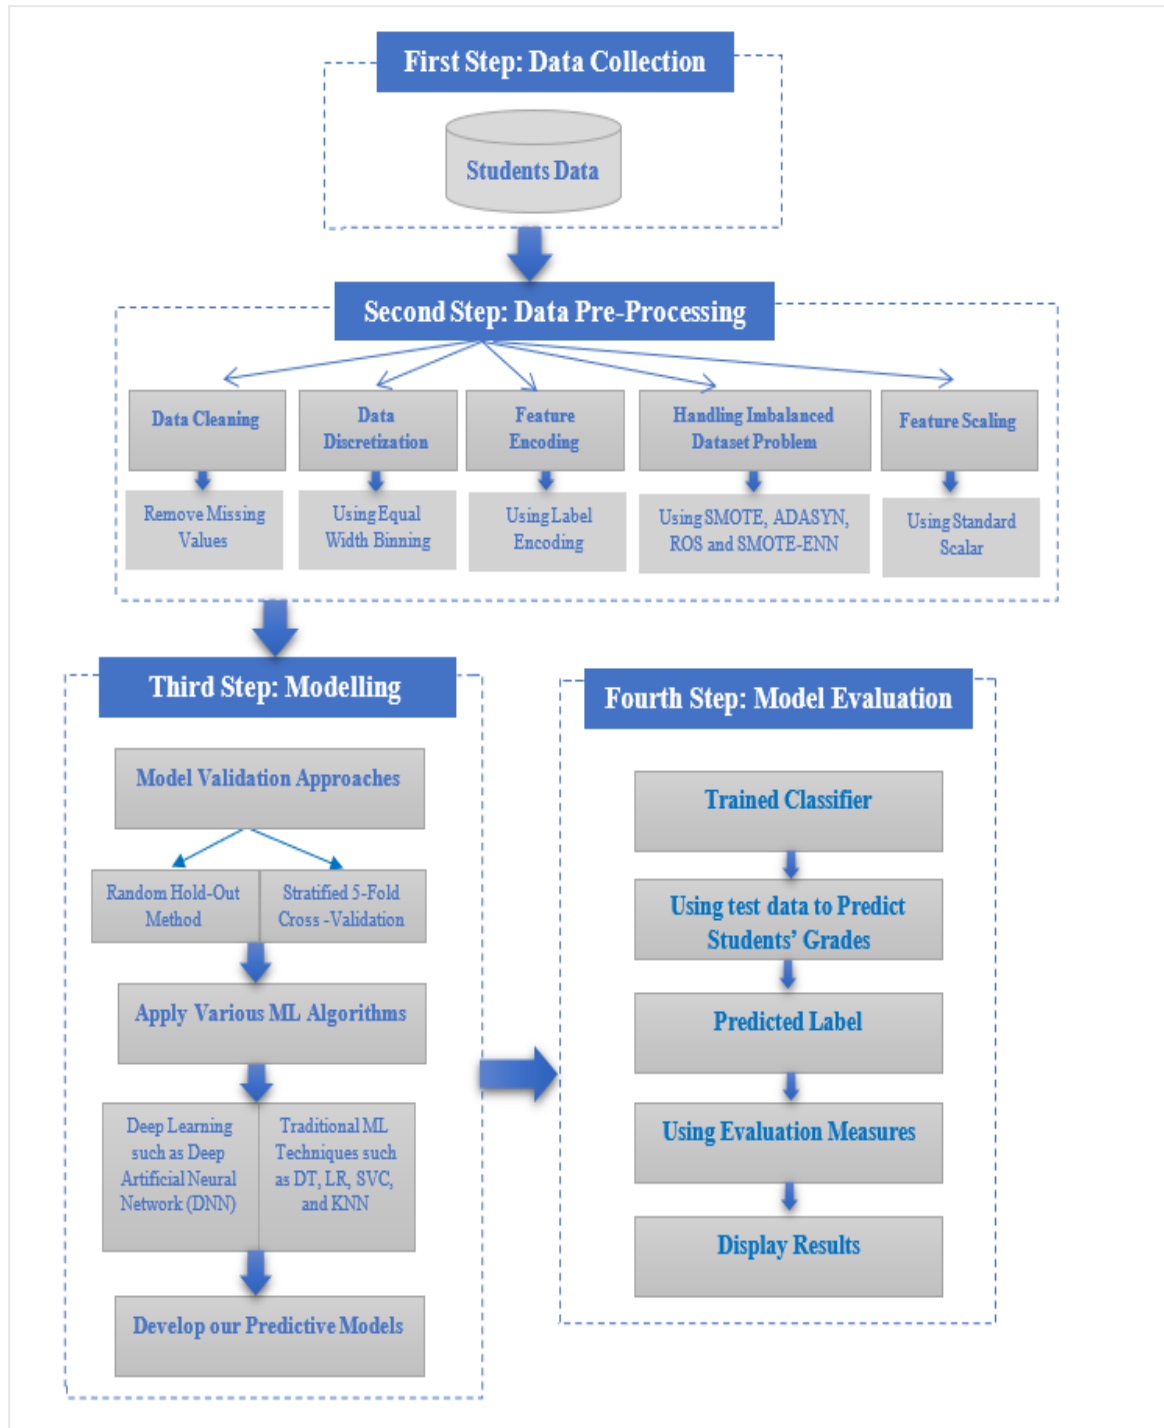 First Step: Data Collection
Students Data
Second Step: Data Pre-Processing
Data Cleaning
Data
Discretization
Feature
Encoding
Handling Imbalanced
Dataset Problem
Feature Scaling
Remove Missing
Values
Using Equal
Width Binning
Using Label
Encoding
Using SMOTE, ADASYN,
ROS and SMOTE-ENN
Using Standard
Scalar
Third Step: Modelling
Model Validation Approaches
Random Hold-Out
Method
Stratified 5-Fold
Cross -Validation
Apply Various ML Algorithms
Deep Learning
such as Deep
Artificial Neural
Network (DNN)
Traditional ML
Techniques such
as DT, LR, SVC,
and KNN
Develop our Predictive Models
Fourth Step: Model Evaluation
Trained Classifier
Using test data to Predict
Students’ Grades
Predicted Label
Using Evaluation Measures
Display Results